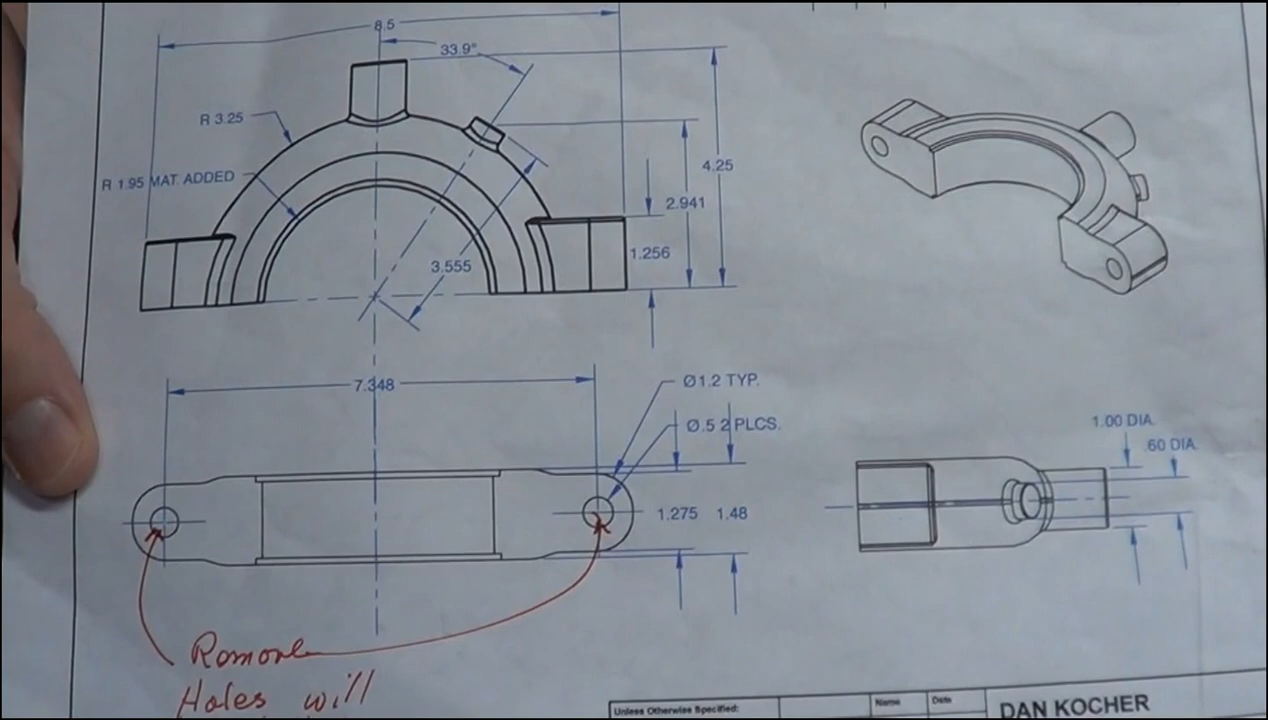 8.5
33.9°
R 3.25
4.25
R 1.95 MAT. ADDED
2.941
1.256
3.555
7.348
Ø1.2 TYP.
Ø.5 2 PLCS.
1.00 DIA.
.60 DIA.
1.275 1.48
Romove
Holes will
Unless Otherwise Specified:
Name
Date
DAN KOCHER